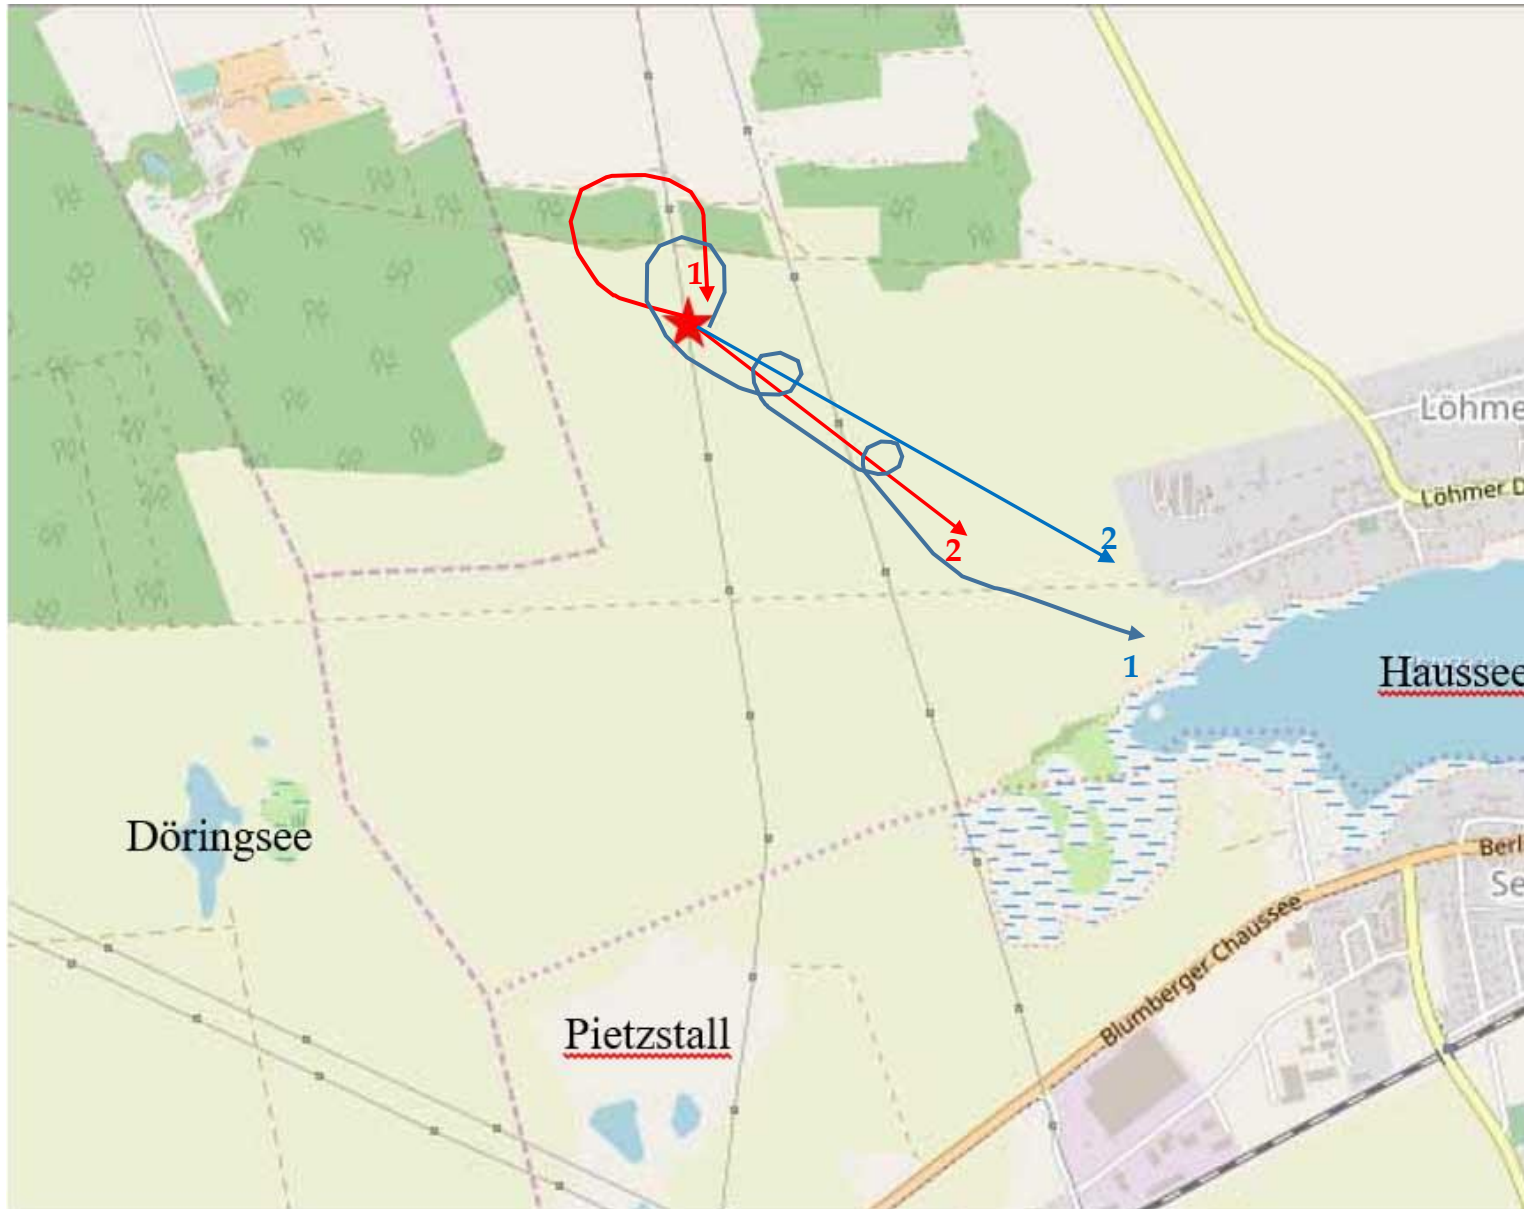 1
Löhme
Löhmer D
2
2
1
Haussee
Döringsee
Berl
Se
Blumberger Chaussee
Pietzstall